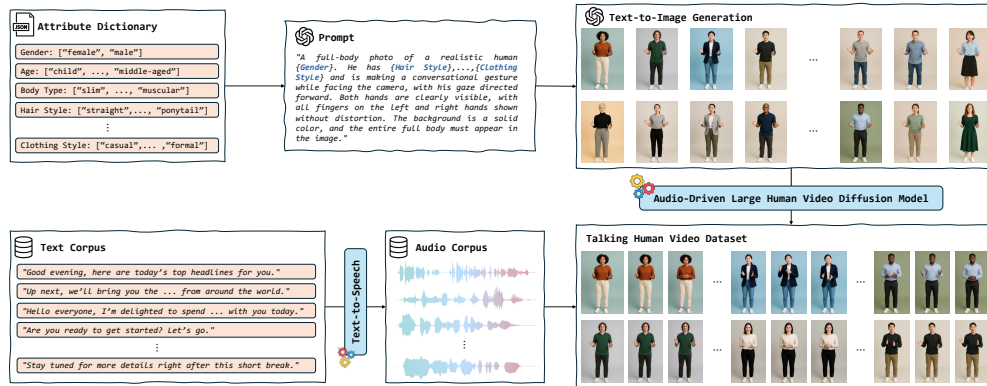 JSON
Attribute Dictionary
Gender: [“female”, “male”]
Age: [“child”, ..., “middle-aged”]
Body Type: [“slim”, ..., “muscular”]
Hair Style: [“straight”,..., “ponytail”]
⋮
Clothing Style: [“casual”,... ,“formal”]
Prompt
"A full-body photo of a realistic human
{Gender}. He has {Hair Style},...,{Clothing
Style} and is making a conversational gesture
while facing the camera, with his gaze directed
forward. Both hands are clearly visible, with
all fingers on the left and right hands shown
without distortion. The background is a solid
color, and the entire full body must appear in
the image."
Text-to-Image Generation
...
...
Audio-Driven Large Human Video Diffusion Model
Text Corpus
"Good evening, here are today’s top headlines for you."
"Up next, we’ll bring you the ... from around the world."
"Hello everyone, I’m delighted to spend ... with you today."
"Are you ready to get started? Let’s go."
⋮
"Stay tuned for more details right after this short break."
Text-to-Speech
Audio Corpus
⋮
Talking Human Video Dataset
... ...
... ...